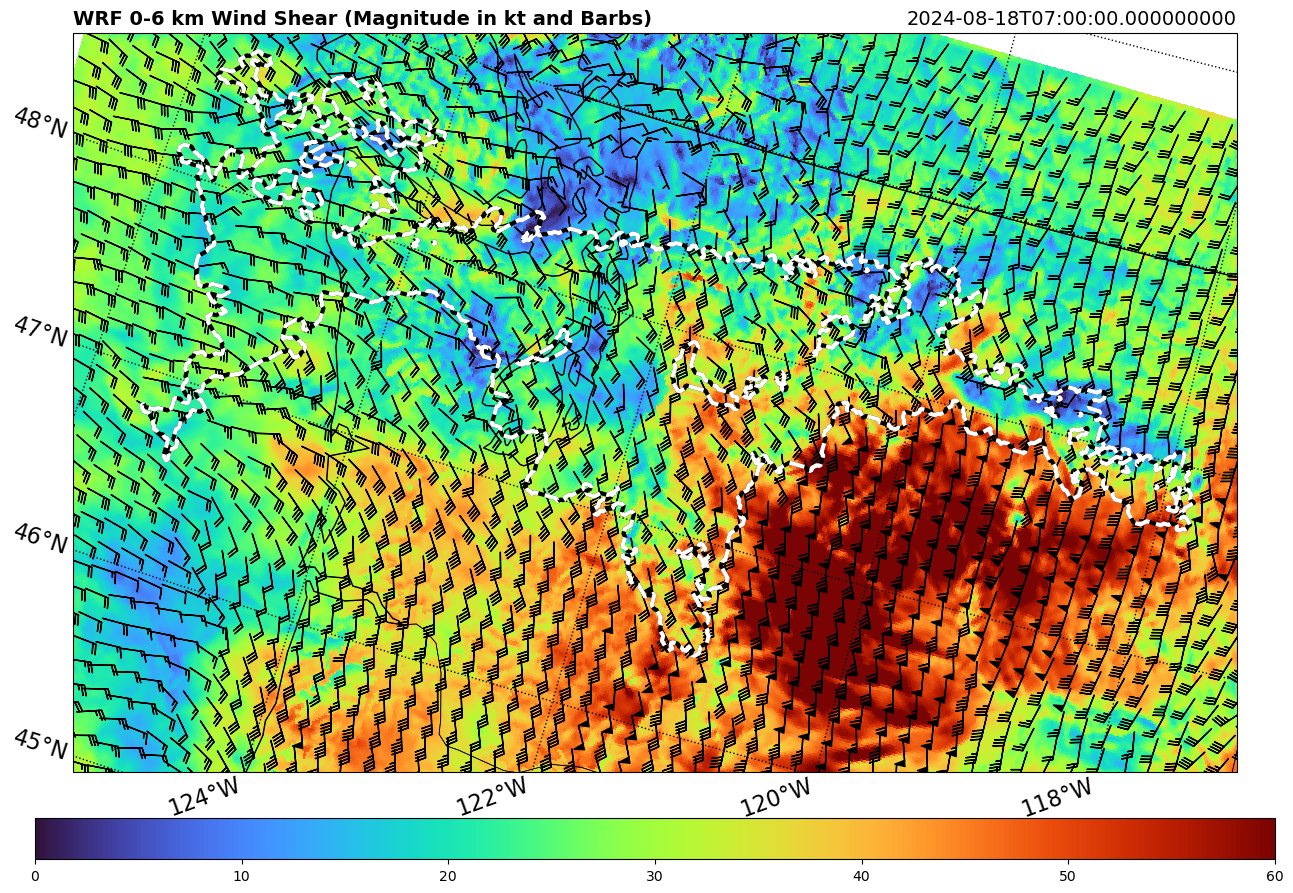 WRF 0-6 km Wind Shear (Magnitude in kt and Barbs)
2024-08-18T07:00:00.000000000
48°N
47°N
46°N
45°N
124°W
122°W
120°W
118°W
0
10
20
30
40
50
60